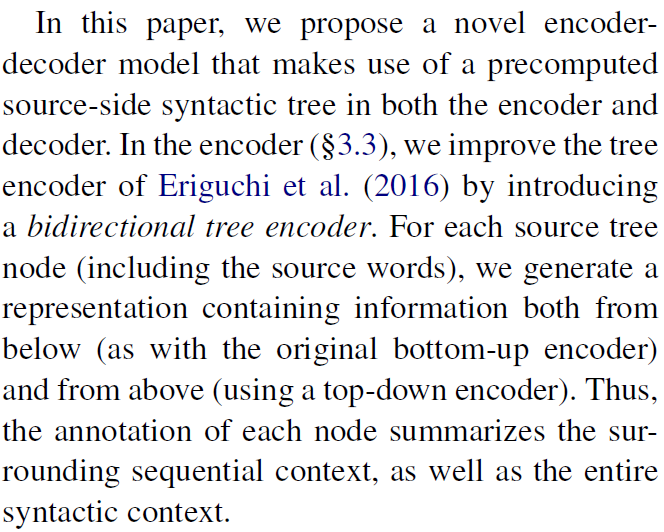 In this paper, we propose a novel encoder-
decoder model that makes use of a precomputed
source-side syntactic tree in both the encoder and
decoder. In the encoder (§3.3), we improve the tree
encoder of Eriguchi et al. (2016) by introducing
a bidirectional tree encoder. For each source tree
node (including the source words), we generate a
representation containing information both from
below (as with the original bottom-up encoder)
and from above (using a top-down encoder). Thus,
the annotation of each node summarizes the sur-
rounding sequential context, as well as the entire
syntactic context.